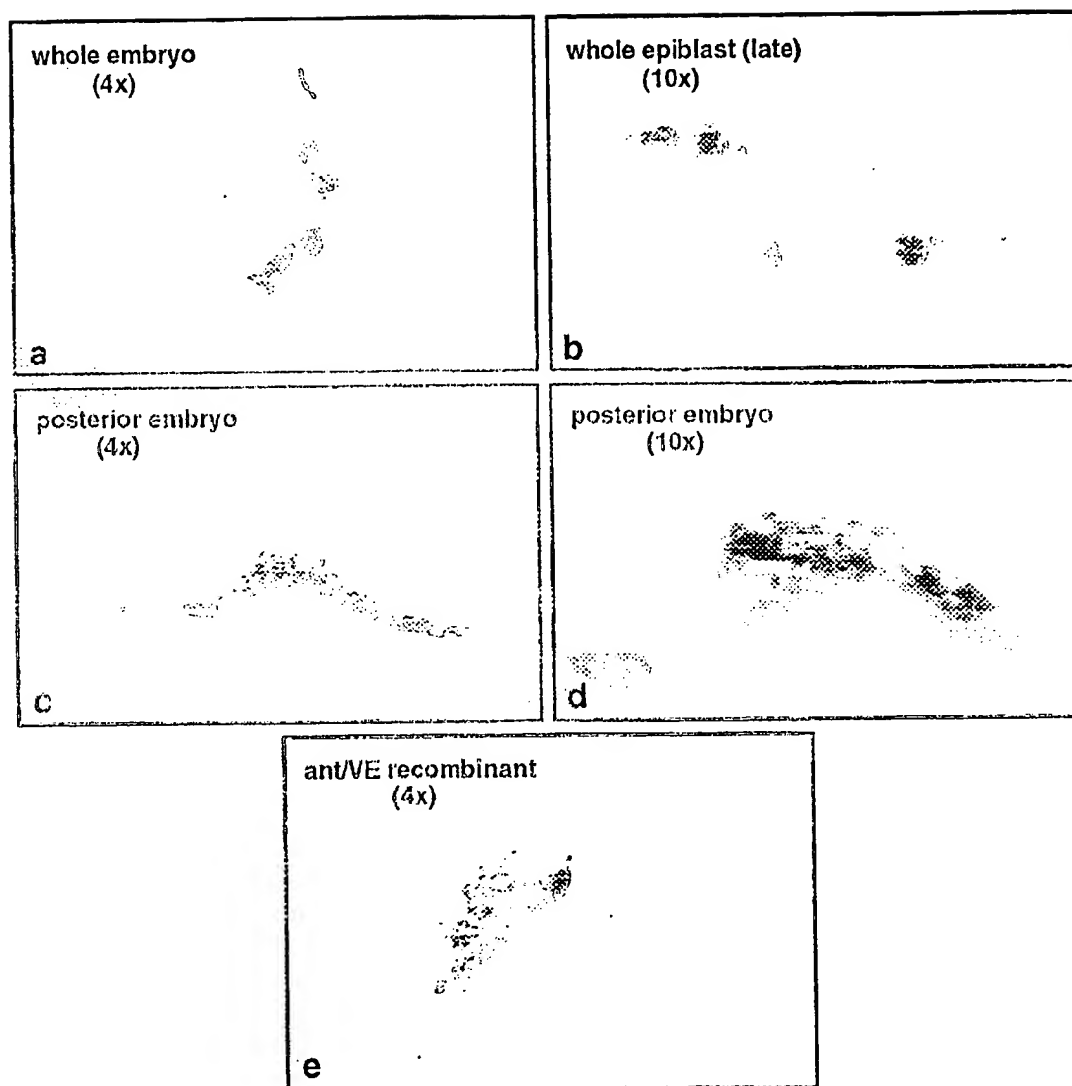 whole embryo
(4x)
a
whole epiblast (late)
(10x)
b
posterior embryo
(4x)
c
posterior embryo
(10x)
d
ant/VE recombinant
(4x)
e